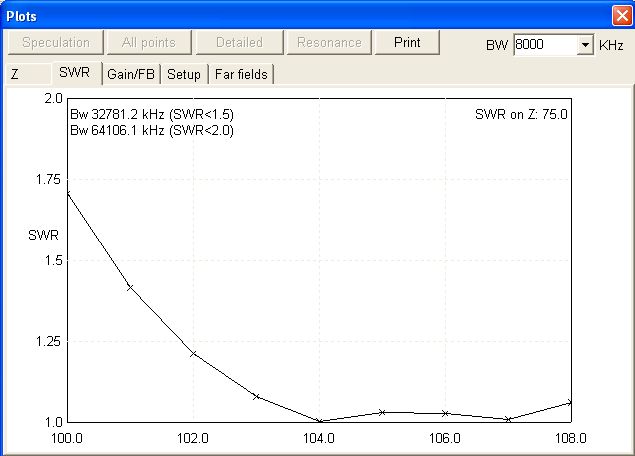 Plots
Speculation All points Detailed Resonance Print BW 8000 KHz
Z SWR Gain/FB Setup Far fields
2.0
Bw 32781.2 kHz (SWR<1.5) SWR on Z: 75.0
Bw 64106.1 kHz (SWR<2.0)
1.75
SWR
1.5
1.25
1.0
100.0 102.0 104.0 106.0 108.0